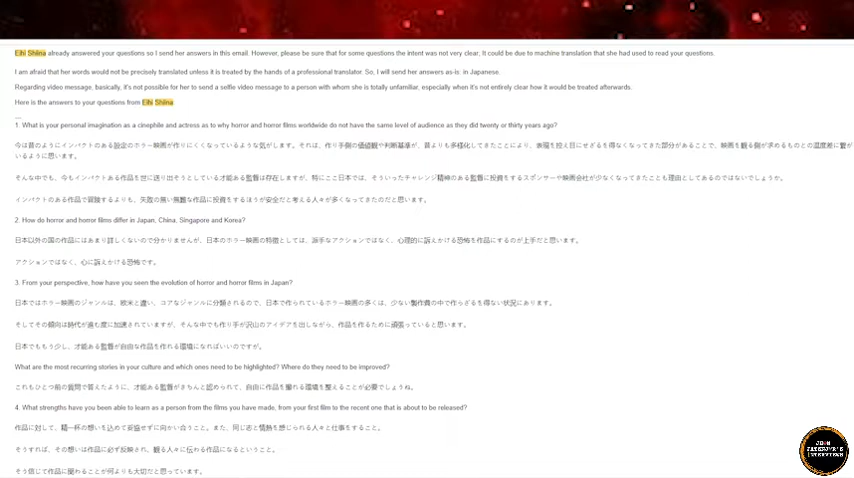 Eihi Shiina already answered your questions so I send her answers in this email. However, please be sure that for some questions the intent was not very clear, It could be due to machine translation that she had used to read your questions.
I am afraid that her words would not be precisely translated unless it is treated by the hands of a professional translator. So, I will send her answers as-is: in Japanese.
Regarding video message, basically, it's not possible for her to send a selfie video message to a person with whom she is totally unfamiliar, especially when it's not entirely clear how it would be treated afterwards.
Here is the answers to your questions from Eihi Shiina
1. What is your personal imagination as a cinephile and actress as to why horror and horror films worldwide do not have the same level of audience as they did twenty or thirty years ago?
今は昔のようにインパクトのある設定のホラー映画が作りにくくなっているような気がします。それは、作り手側の価値観や判断基準が、昔よりも多様化してきたことにより、表現を控え目にせざるを得なくなってきた部分があることで、映画を観る側が求めるものとの温度差に繋が
いるように思います。
そんな中でも、今もインパクトある作品を世に送り出そうとしている才能ある監督は存在しますが、特にここ日本では、そういったチャレンジ精神のある監督に投資をするスポンサーや映画会社が少なくなってきたことも理由としてあるのではないでしょうか。
インパクトのある作品で冒険するよりも、失敗の無い無難な作品に投資をするほうが安全だと考える人々が多くなってきたのだと思います。
2. How do horror and horror films differ in Japan, China, Singapore and Korea?
日本以外の国の作品にはあまり詳しくないので分かりませんが、日本のホラー映画の特徴としては、派手なアクションではなく、心理的に訴えかける恐怖を作品にするのが上手だと思います。
アクションではなく、心に訴えかける恐怖です。
3. From your perspective, how have you seen the evolution of horror and horror films in Japan?
日本ではホラー映画のジャンルは、欧米と違い、コアなジャンルに分類されるので、日本で作られているホラー映画の多くは、少ない製作費の中で作らざるを得ない状況にあります。
そしてその傾向は時代が進む度に加速されていますが、そんな中でも作り手が沢山のアイデアを出しながら、作品を作るために頑張っていると思います。
日本でももう少し、才能ある監督が自由な作品を作れる環境になればいいのですが。
What are the most recurring stories in your culture and which ones need to be highlighted? Where do they need to be improved?
これもひとつ前の質問で答えたように、才能ある監督がきちんと認められて、自由に作品を撮れる環境を整えることが必要でしょうね。
4. What strengths have you been able to learn as a person from the films you have made, from your first film to the recent one that is about to be released?
作品に対して、精一杯の想いを込めて妥協せずに向かい合うこと。また、同じ志と情熱を感じられる人々と仕事をすること。
そうすれば、その想いは作品に必ず反映され、観る人々に伝わる作品になるということ。
そう信じて作品に関わることが何よりも大切だと思っています。